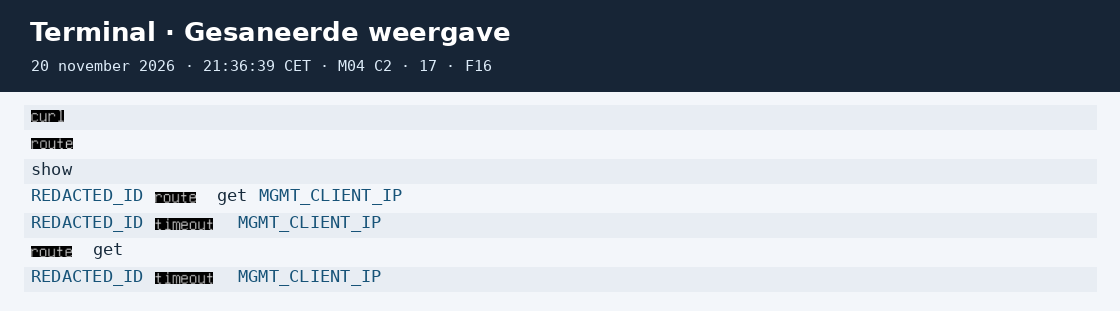 Terminal · Gesaneerde weergave
20 november 2026 · 21:36:39 CET · M04 C2 · 17 · F16
curl
route
show
REDACTED_ID route get MGMT_CLIENT_IP
REDACTED_ID timeout MGMT_CLIENT_IP
route get
REDACTED_ID timeout MGMT_CLIENT_IP